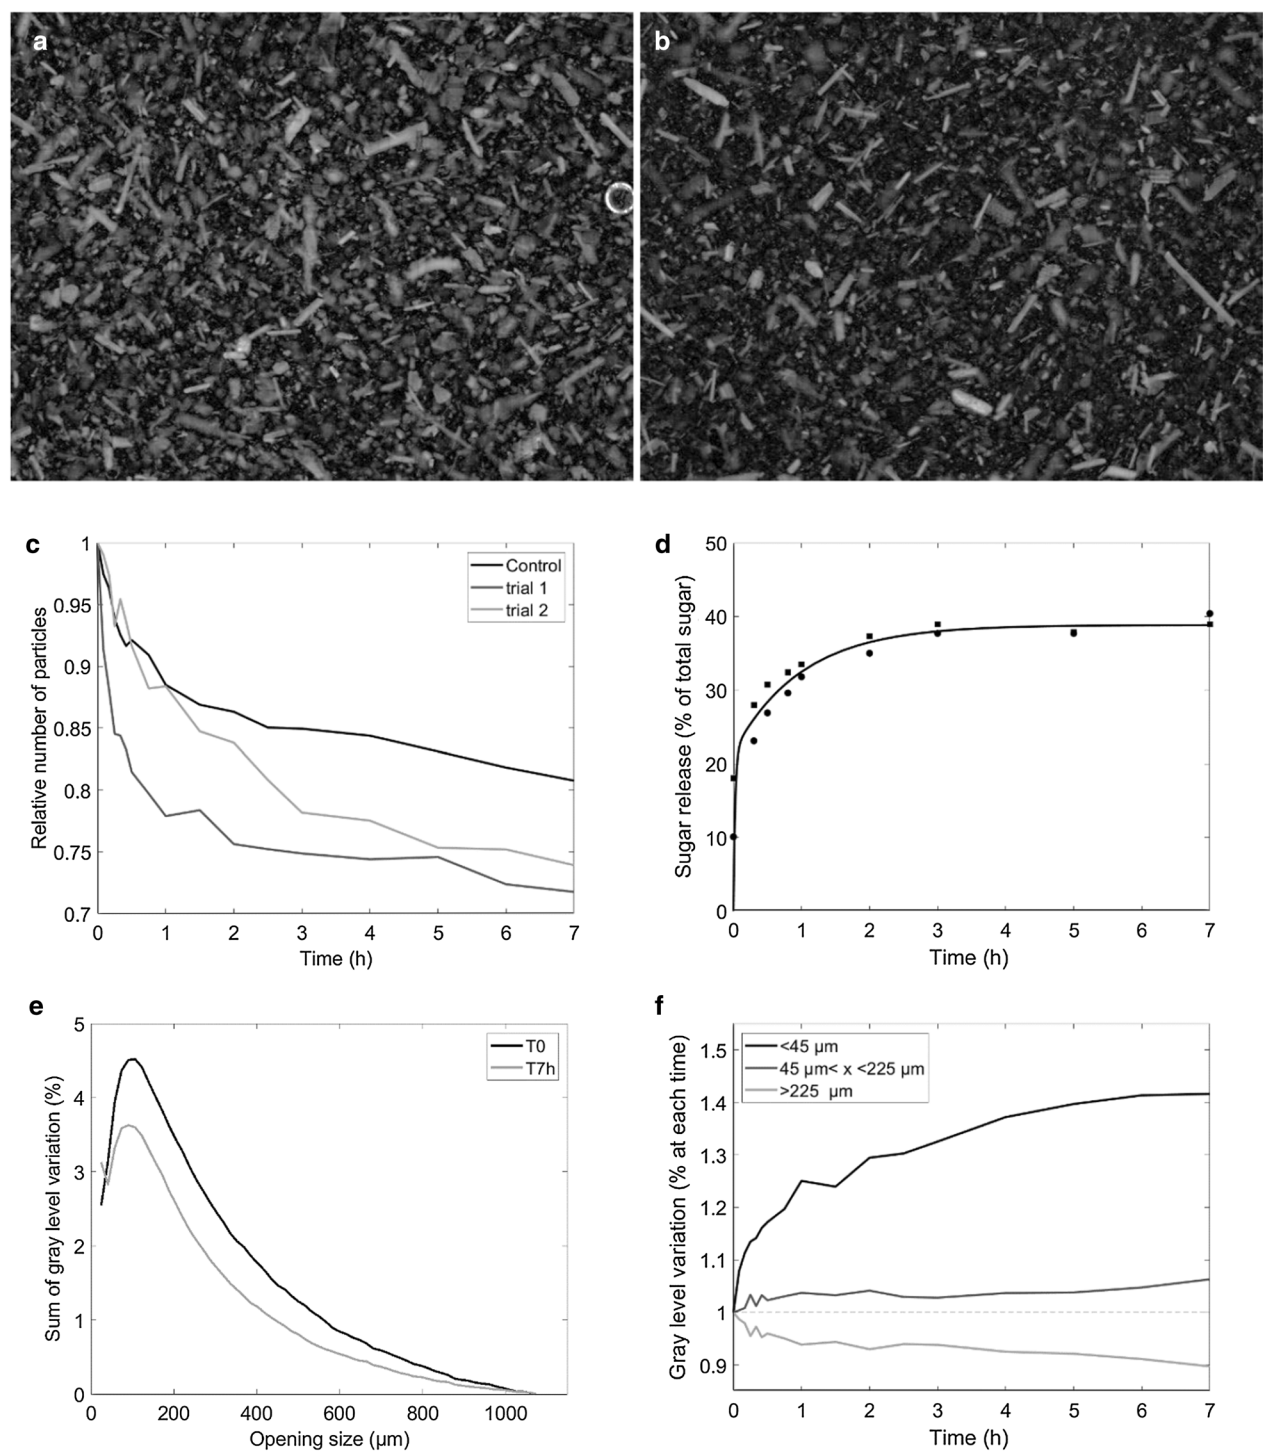 a
b
c
1
0.95
0.9
0.85
0.8
0.75
0.7
0
1
2
3
4
5
6
7
Relative number of particles
Time (h)
Control
trial 1
trial 2
d
50
40
30
20
10
0
0
1
2
3
4
5
6
7
Sugar release (% of total sugar)
Time (h)
e
5
4
3
2
1
0
0
200
400
600
800
1000
Sum of gray level variation (%)
Opening size (µm)
T0
T7h
f
1.5
1.4
1.3
1.2
1.1
1
0.9
0
1
2
3
4
5
6
7
Gray level variation (% at each time)
Time (h)
<45 µm
45 µm< x <225 µm
>225 µm